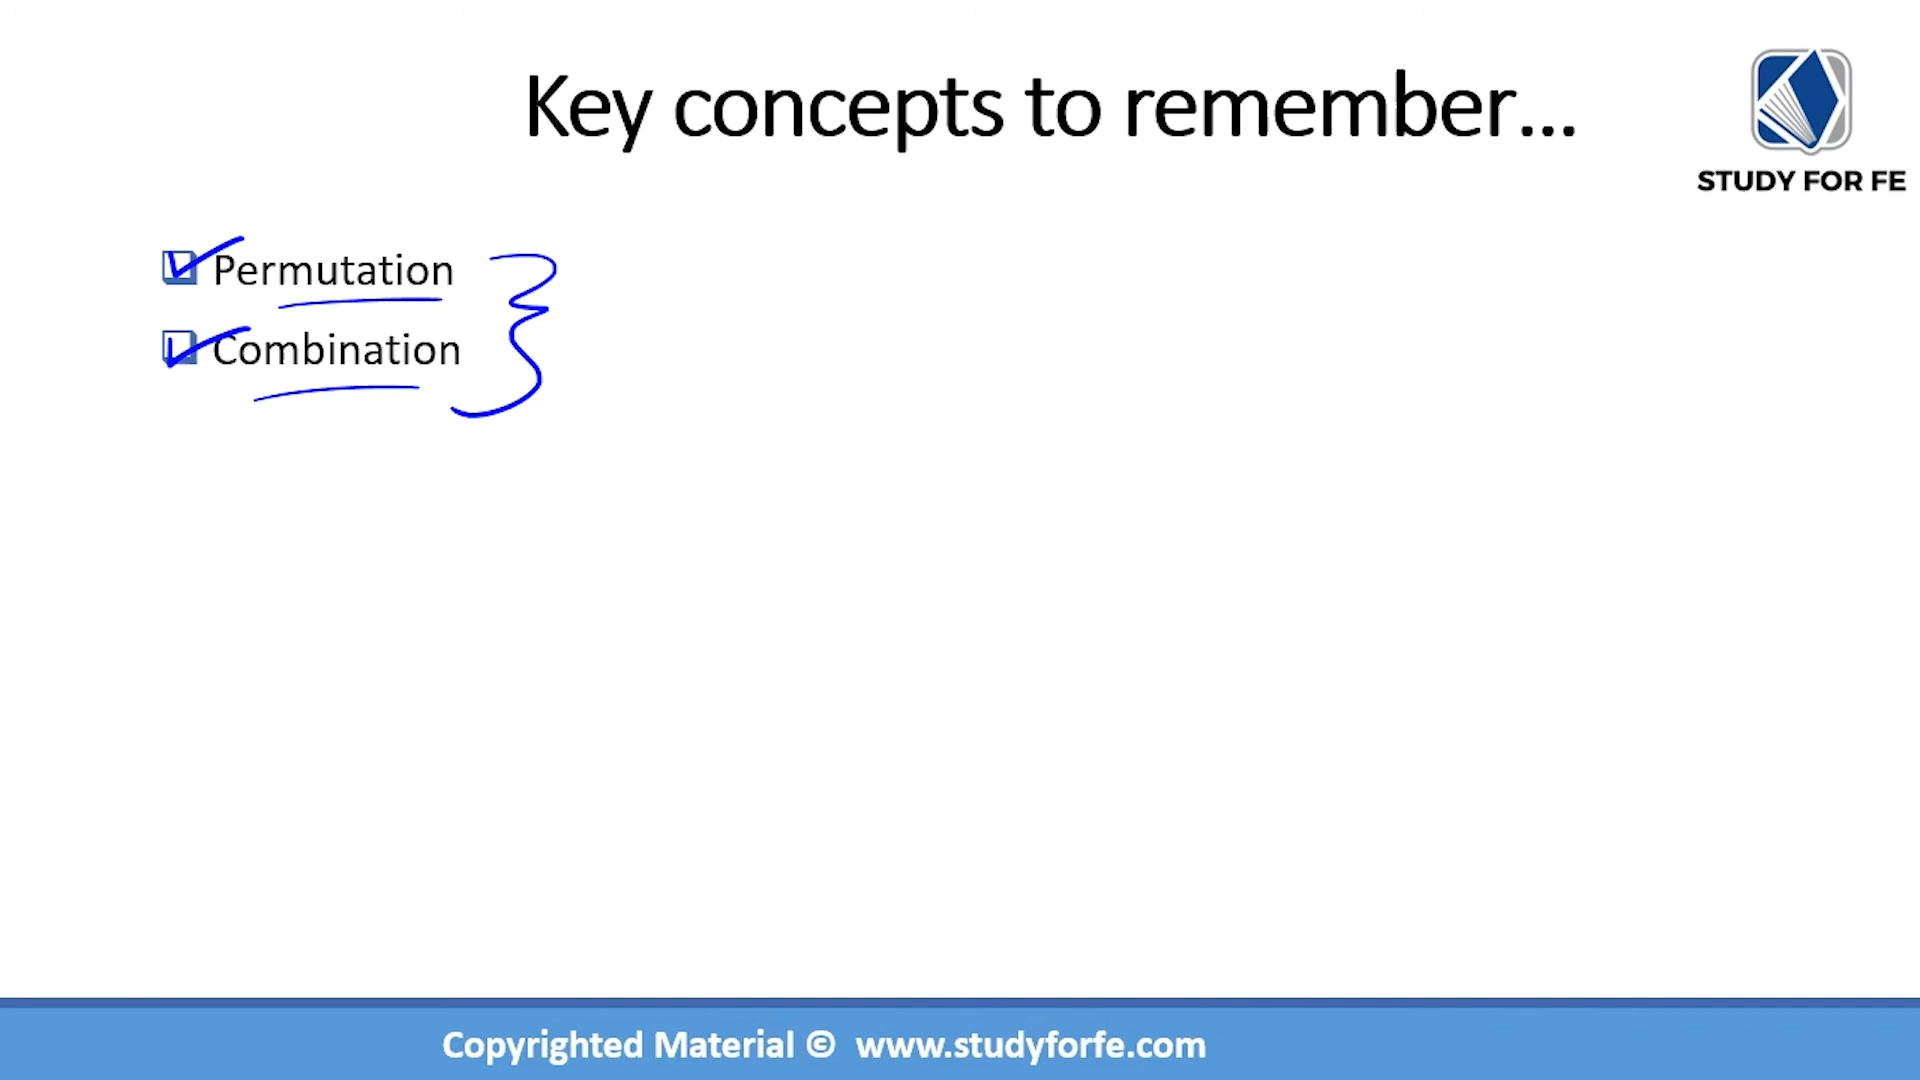 Key concepts to remember...
STUDY FOR FE
Permutation
Combination
Copyrighted Material © www.studyforfe.com